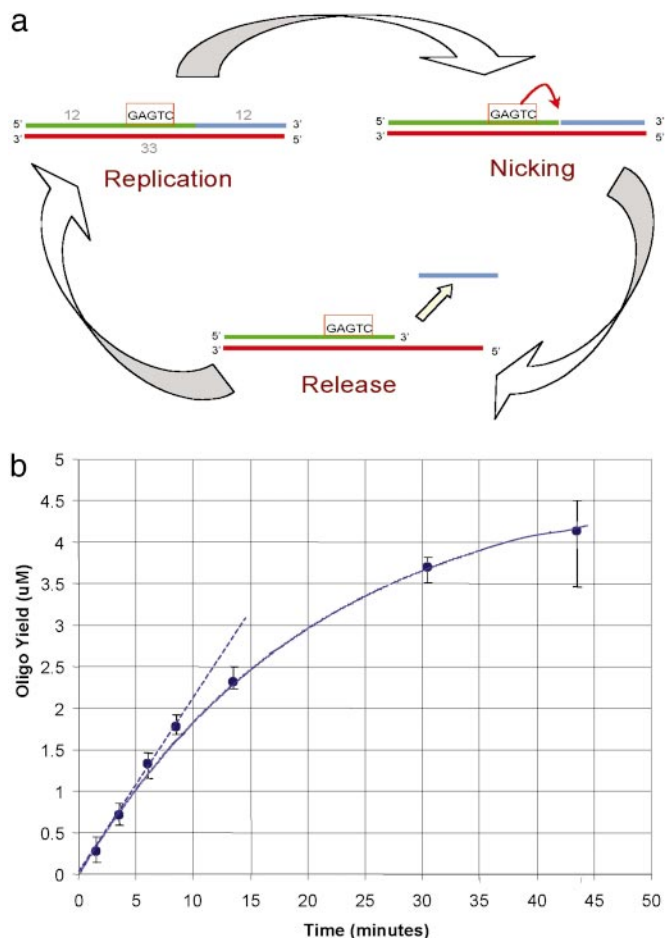 a
12
GAGTC
12
5'
3'
3'
5'
33
Replication
GAGTC
5'
3'
3'
5'
Nicking
GAGTC
5'
3'
3'
5'
Release
b
Oligo Yield (uM)
5
4.5
4
3.5
3
2.5
2
1.5
1
0.5
0
0 5 10 15 20 25 30 35 40 45 50
Time (minutes)